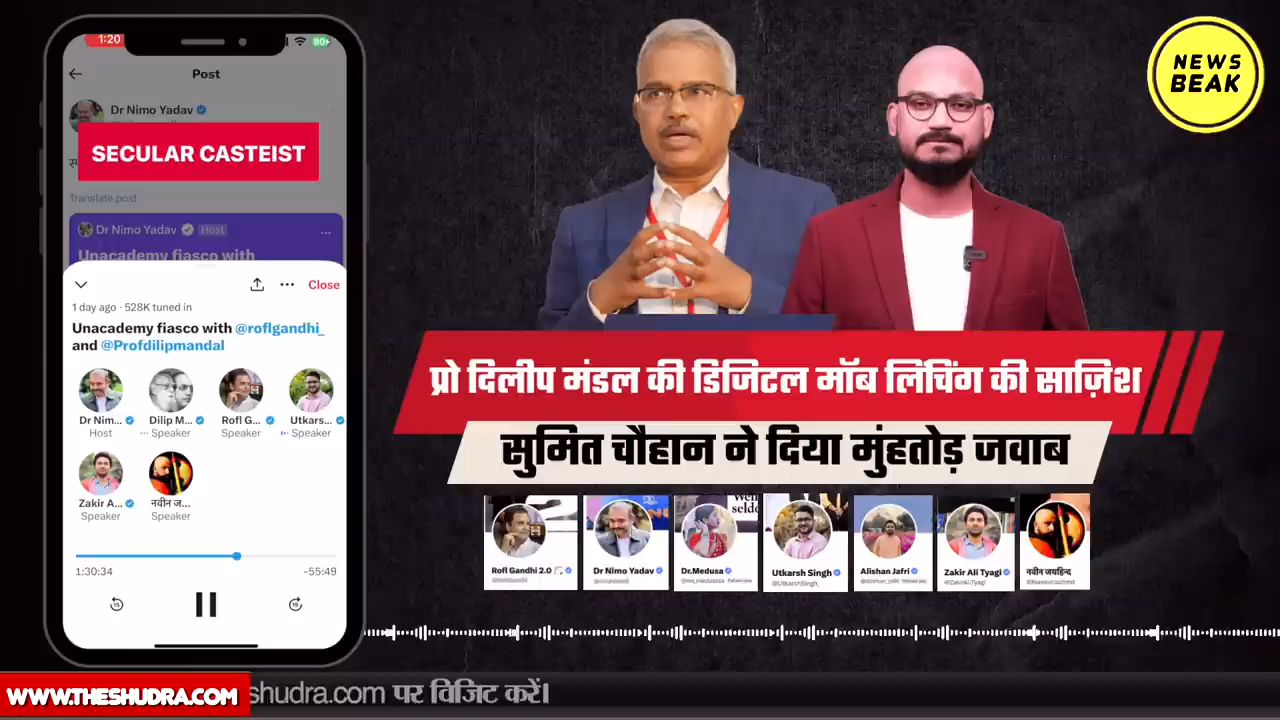 1:20
80
Post
Dr Nimo Yadav
SECULAR CASTEIST
Translate post
Dr Nimo Yadav Host
Unacademy fiasco with
Close
1 day ago · 528K tuned in
Unacademy fiasco with @roflgandhi_
and @Profdilipmandal
Dr Nim... Dilip M... Rofl G... Utkars...
Host Speaker Speaker Speaker
Zakir A... नवीन ज...
Speaker Speaker
1:30:34 -55:49
15 15
NEWS
BEAK
प्रो दिलीप मंडल की डिजिटल मॉब लिंचिंग की साज़िश
सुमित चौहान ने दिया मुंहतोड़ जवाब
Rofl Gandhi 2.0 Dr Nimo Yadav Dr.Medusa Utkarsh Singh Alishan Jafri Zakir Ali Tyagi नवीन जयहिन्द
@UtkarshSingh_ @ZakirAliTyagi
WWW.THESHUDRA.COM shudra.com पर विजिट करें।